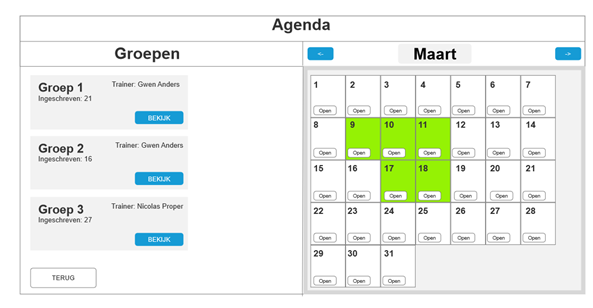 Agenda
Groepen
Groep 1
Trainer: Gwen Anders
Ingeschreven: 21
BEKIJK
Groep 2
Trainer: Gwen Anders
Ingeschreven: 16
BEKIJK
Groep 3
Trainer: Nicolas Proper
Ingeschreven: 27
BEKIJK
TERUG
<- Maart ->
1 2 3 4 5 6 7
Open Open Open Open Open Open Open
8 9 10 11 12 13 14
Open Open Open Open Open Open Open
15 16 17 18 19 20 21
Open Open Open Open Open Open Open
22 23 24 25 26 27 28
Open Open Open Open Open Open Open
29 30 31
Open Open Open